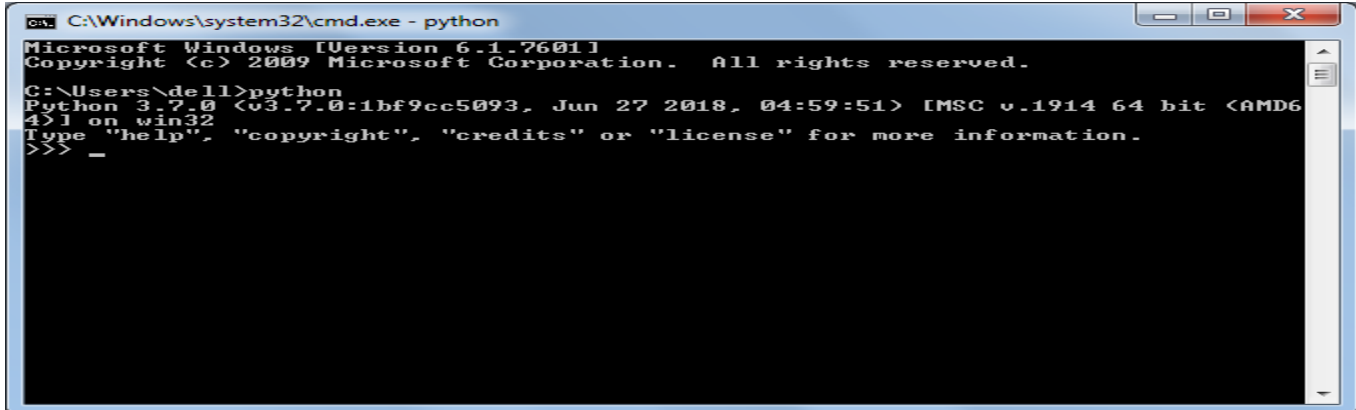 C:\Windows\system32\cmd.exe - python
Microsoft Windows [Version 6.1.7601]
Copyright (c) 2009 Microsoft Corporation.  All rights reserved.
C:\Users\dell>python
Python 3.7.0 (v3.7.0:1bf9cc5093, Jun 27 2018, 04:59:51) [MSC v.1914 64 bit (AMD6
4)] on win32
Type "help", "copyright", "credits" or "license" for more information.
>>> _